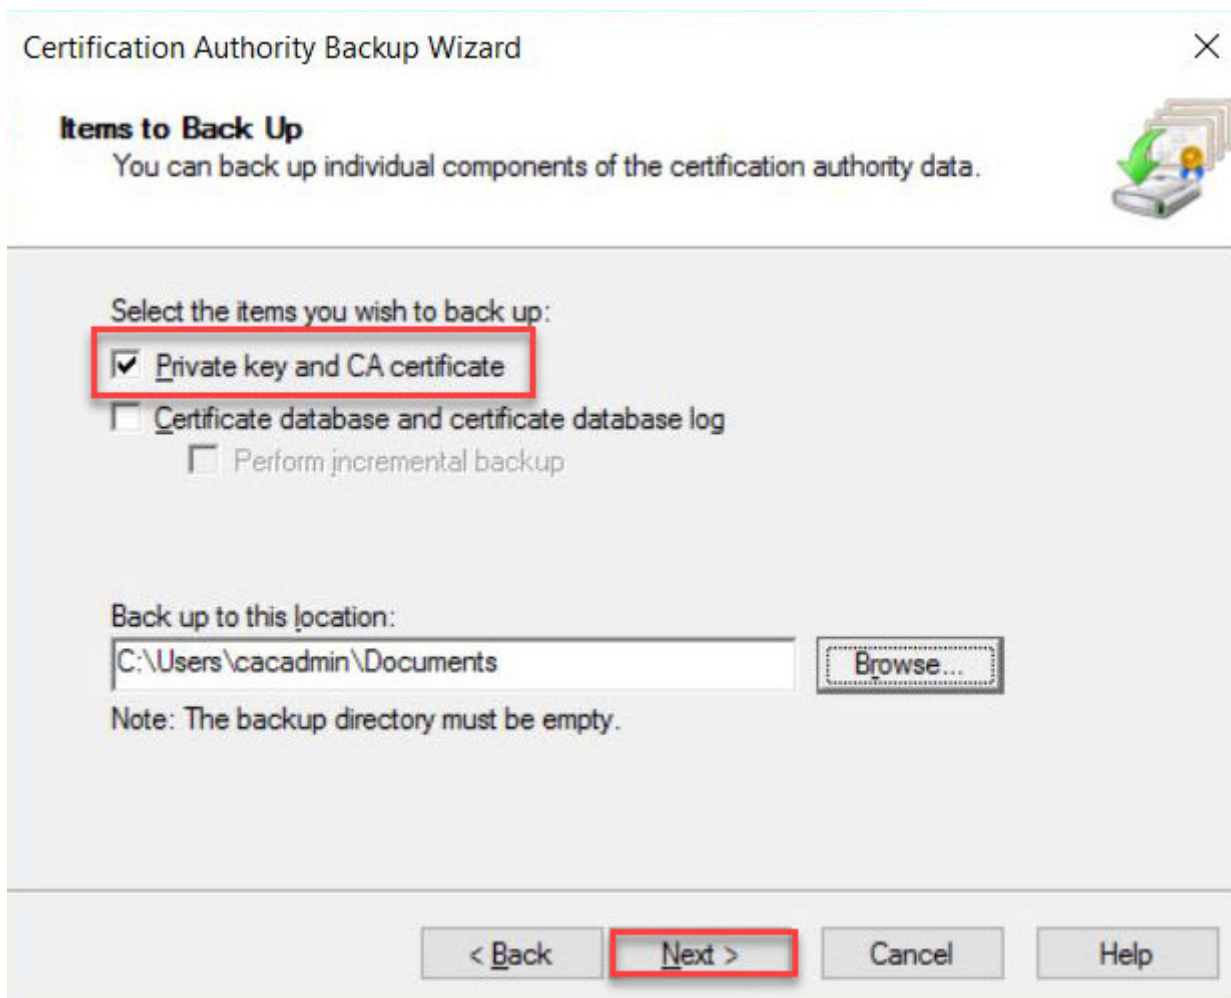 Certification Authority Backup Wizard
Items to Back Up
You can back up individual components of the certification authority data.
Select the items you wish to back up:
Private key and CA certificate
Certificate database and certificate database log
Perform incremental backup
Back up to this location:
C:\Users\cacadmin\Documents
Browse...
Note: The backup directory must be empty.
< Back
Next >
Cancel
Help